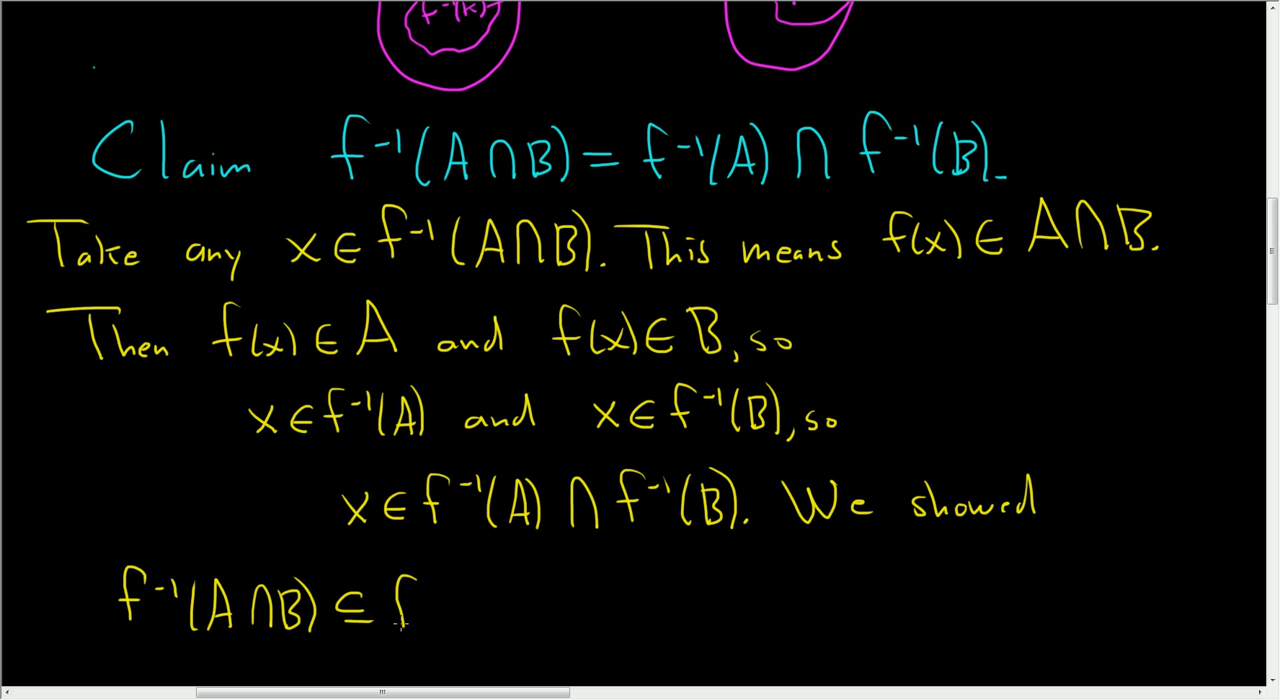 f⁻¹(K)
Claim f⁻¹(A∩B) = f⁻¹(A) ∩ f⁻¹(B).
Take any x ∈ f⁻¹(A∩B). This means f(x) ∈ A∩B.
Then f(x) ∈ A and f(x) ∈ B, so
x ∈ f⁻¹(A) and x ∈ f⁻¹(B), so
x ∈ f⁻¹(A) ∩ f⁻¹(B). We showed
f⁻¹(A∩B) ⊆ f